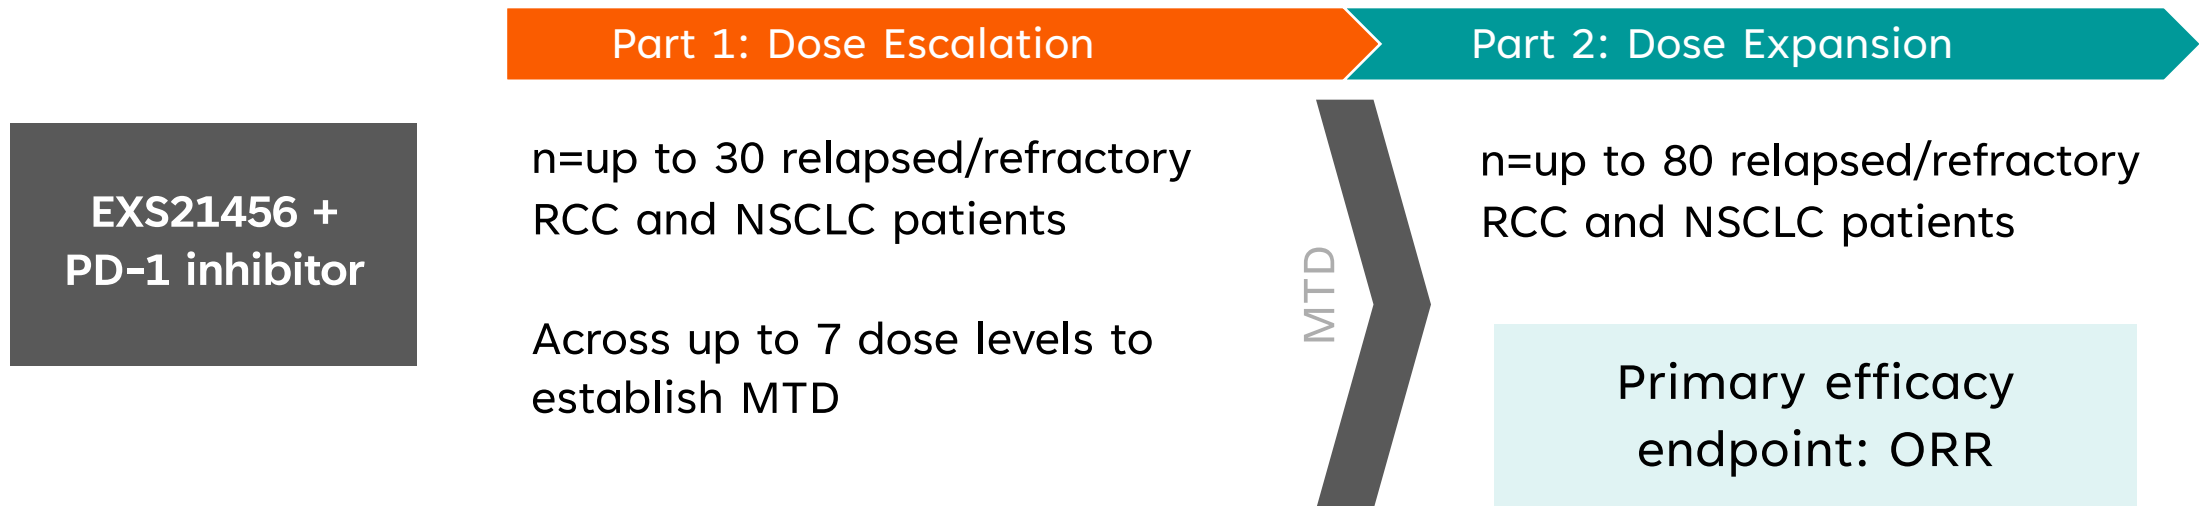 Part 1: Dose Escalation
Part 2: Dose Expansion
EXS21456 +
PD-1 inhibitor
n=up to 30 relapsed/refractory
RCC and NSCLC patients
Across up to 7 dose levels to
establish MTD
MTD
n=up to 80 relapsed/refractory
RCC and NSCLC patients
Primary efficacy
endpoint: ORR